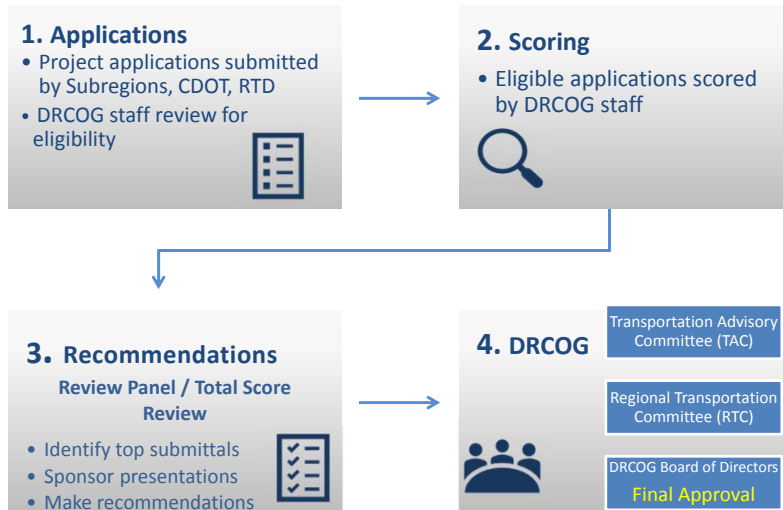 1. Applications
• Project applications submitted
by Subregions, CDOT, RTD
• DRCOG staff review for
eligibility
2. Scoring
• Eligible applications scored
by DRCOG staff
3. Recommendations
Review Panel / Total Score
Review
• Identify top submittals
• Sponsor presentations
• Make recommendations
4. DRCOG
Transportation Advisory
Committee (TAC)
Regional Transportation
Committee (RTC)
DRCOG Board of Directors
Final Approval